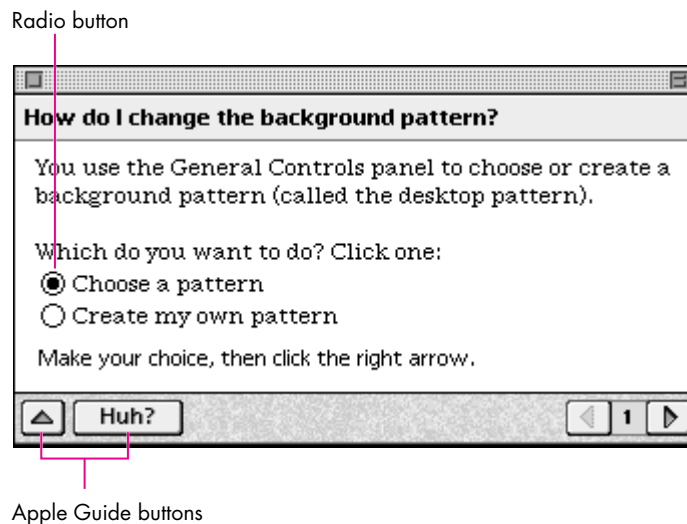 Radio button
How do I change the background pattern?
You use the General Controls panel to choose or create a
background pattern (called the desktop pattern).
Which do you want to do? Click one:
Choose a pattern
Create my own pattern
Make your choice, then click the right arrow.
Huh?
1
Apple Guide buttons